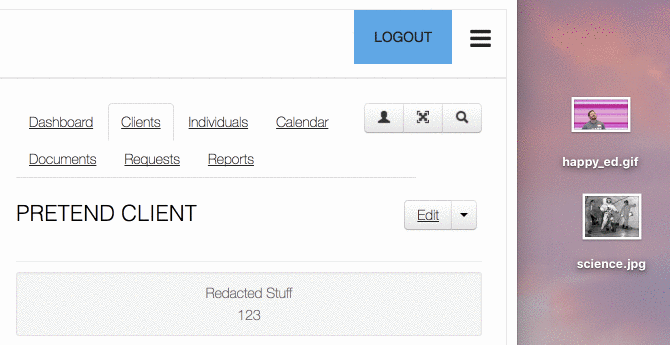 LOGOUT
Dashboard Clients Individuals Calendar
Documents Requests Reports
PRETEND CLIENT
Edit
Redacted Stuff
123
happy_ed.gif
science.jpg